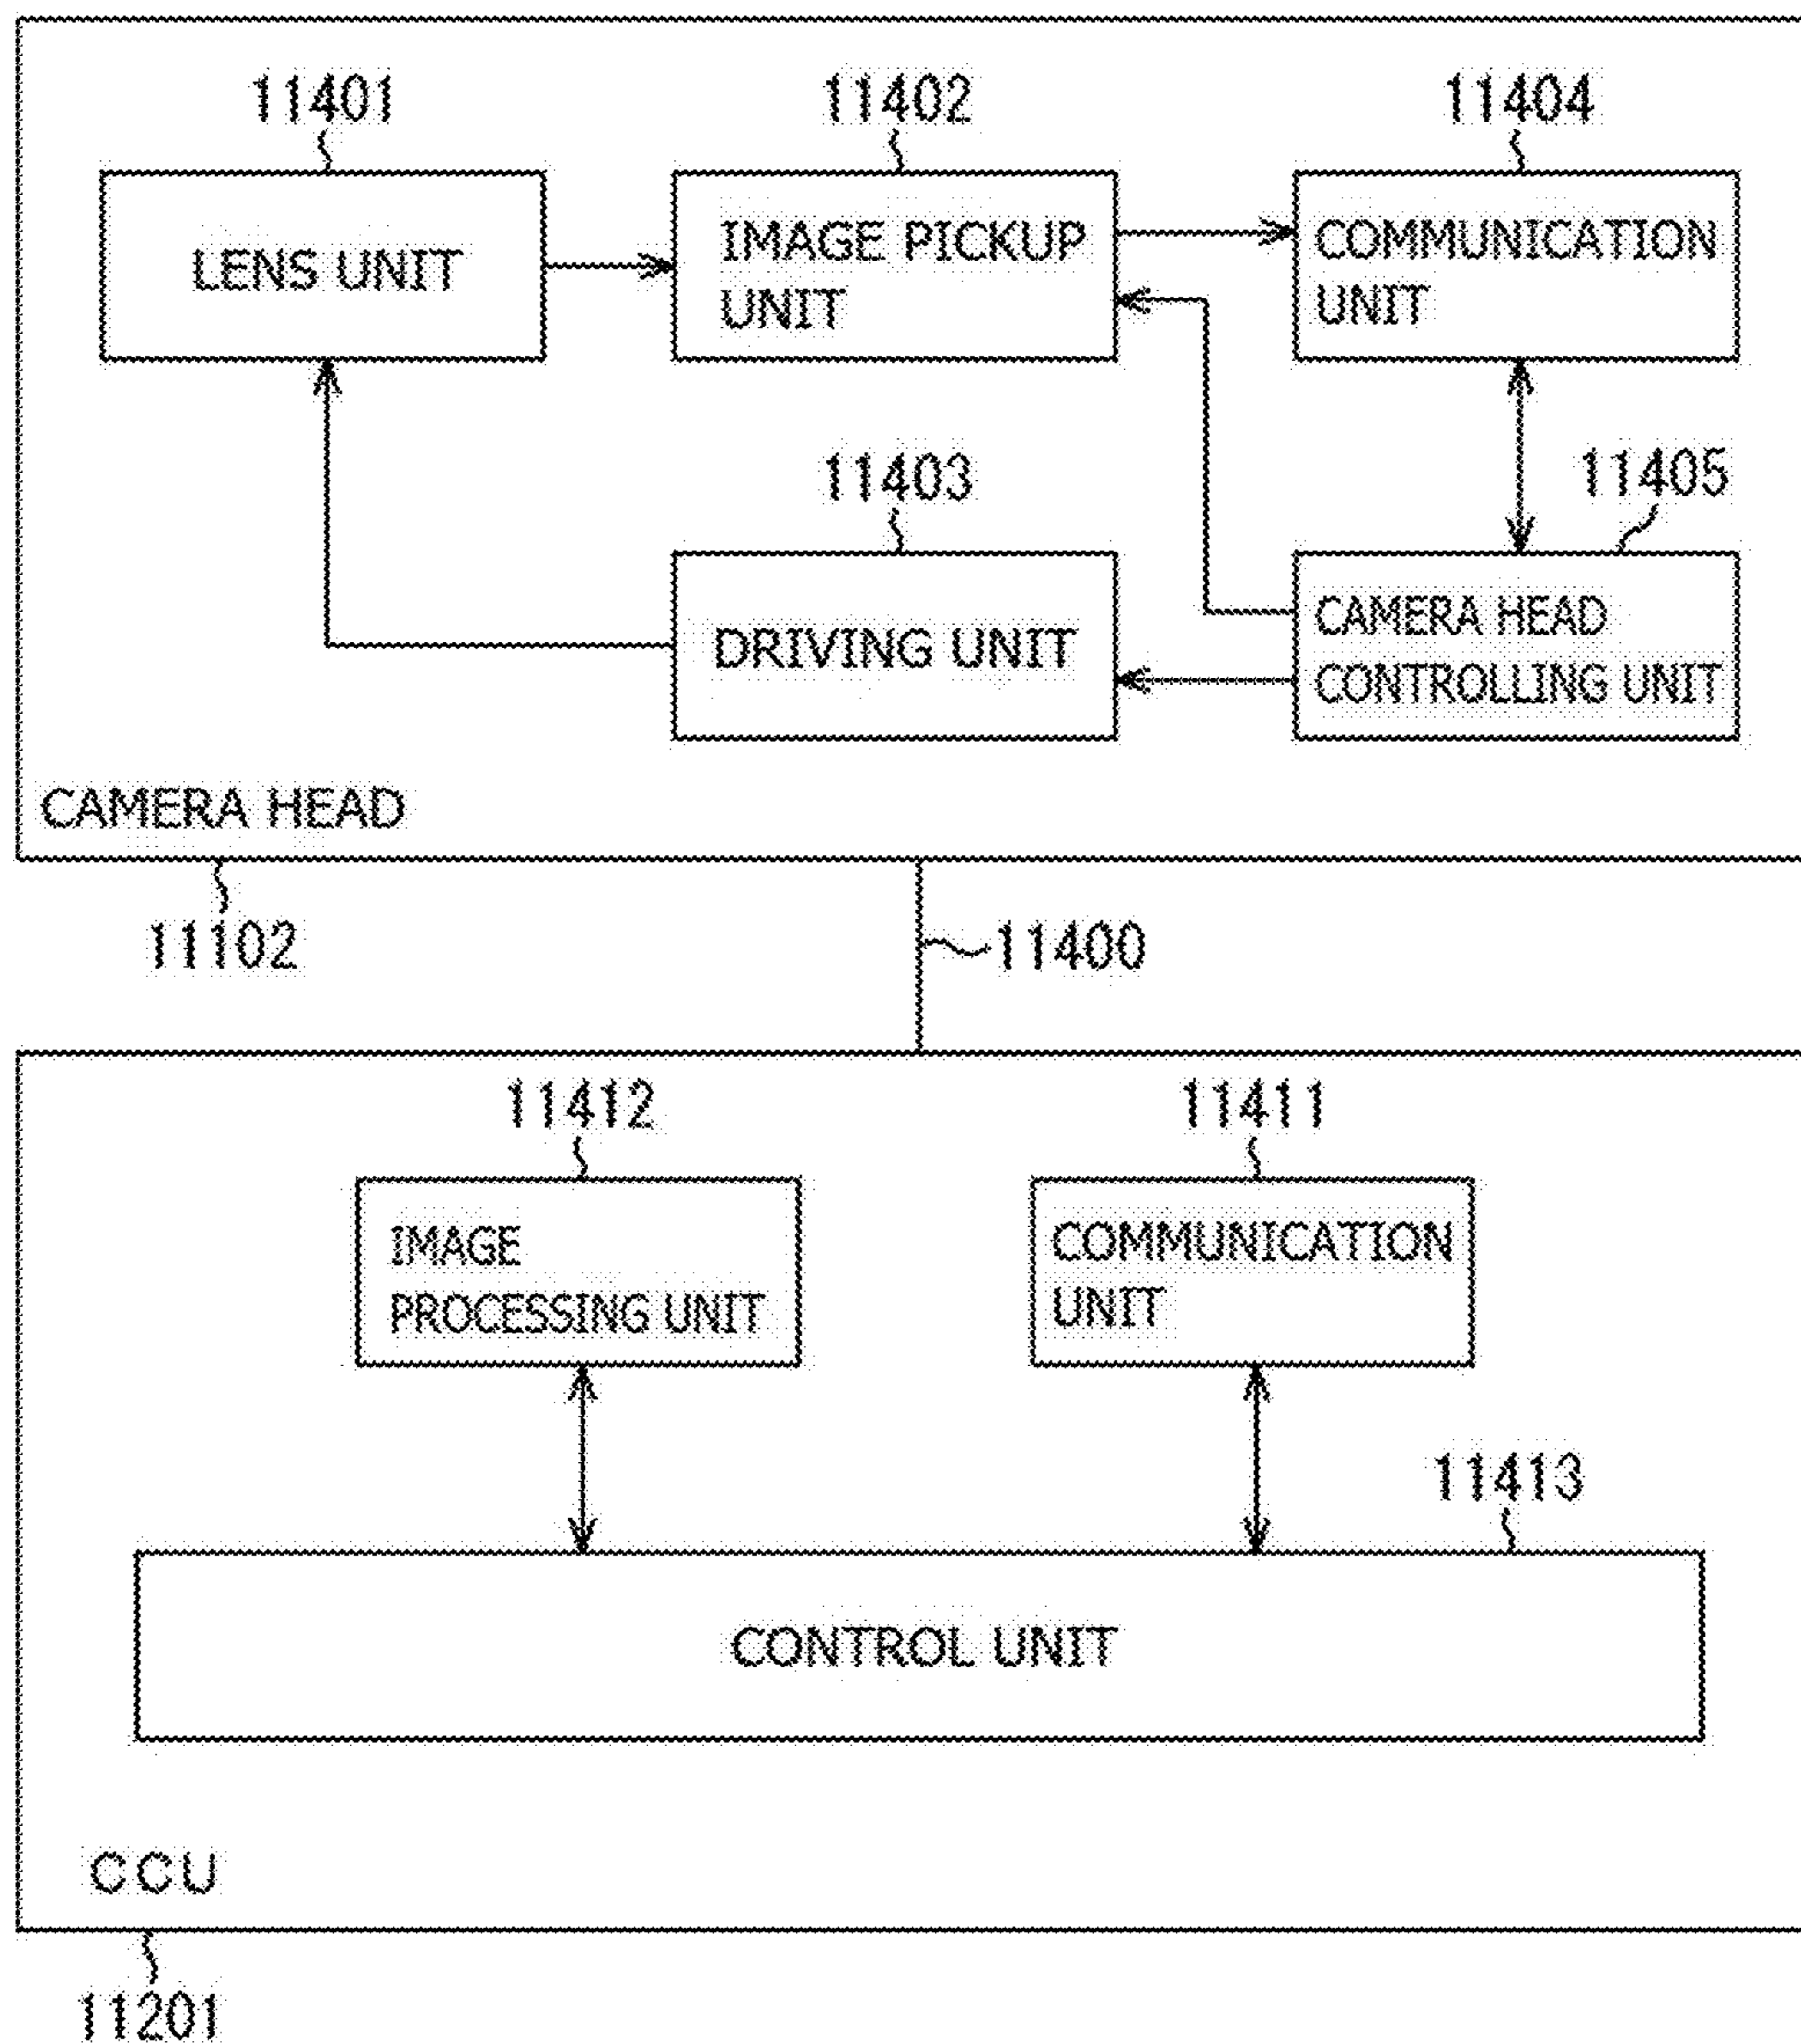 11401
11402
11404
LENS UNIT
IMAGE PICKUP
UNIT
COMMUNICATION
UNIT
11403
11405
DRIVING UNIT
CAMERA HEAD
CONTROLLING UNIT
CAMERA HEAD
11102
11400
11412
11411
IMAGE
PROCESSING UNIT
COMMUNICATION
UNIT
11413
CONTROL UNIT
CCU
11201